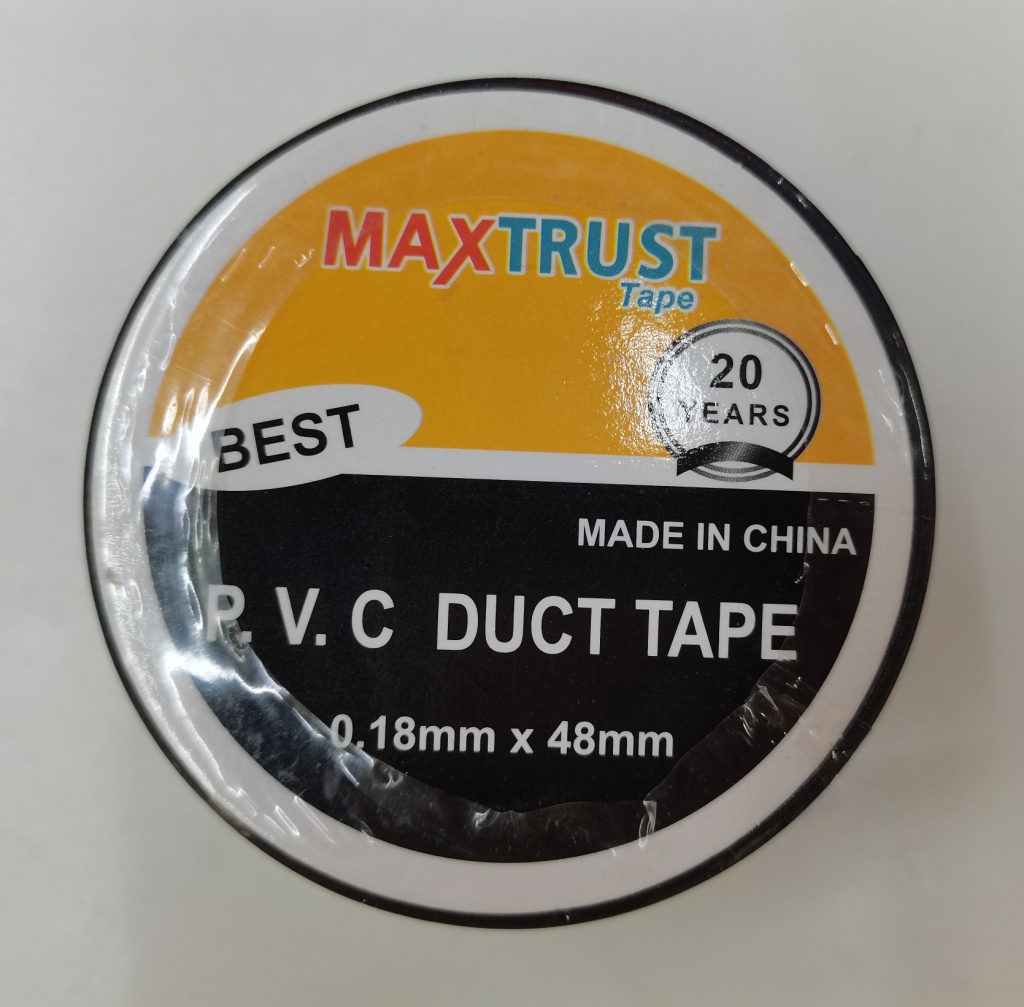 MAXTRUST
Tape
20
YEARS
BEST
MADE IN CHINA
P. V. C DUCT TAPE
0.18mm x 48mm